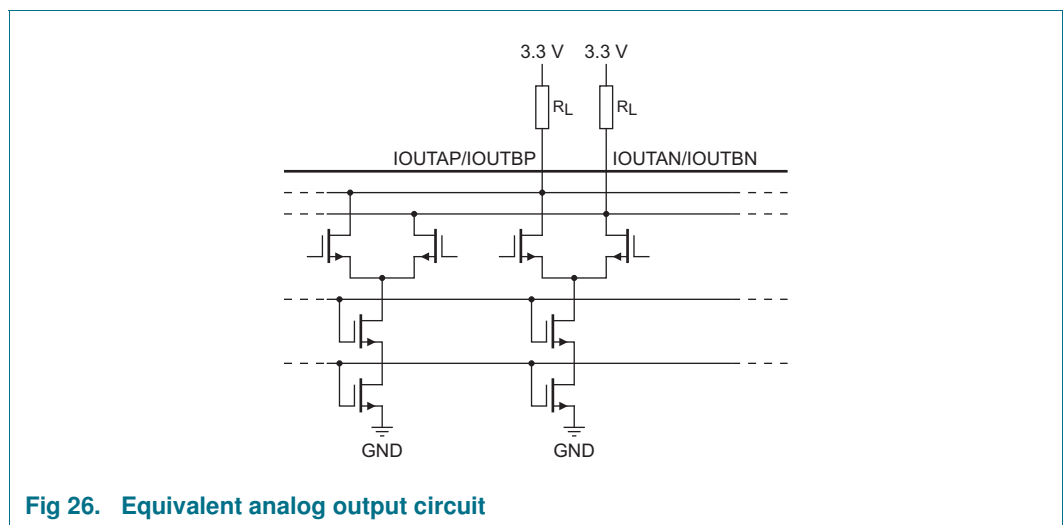 3.3 V 3.3 V
RL RL
IOUTAP/IOUTBP IOUTAN/IOUTBN
GND GND
Fig 26. Equivalent analog output circuit